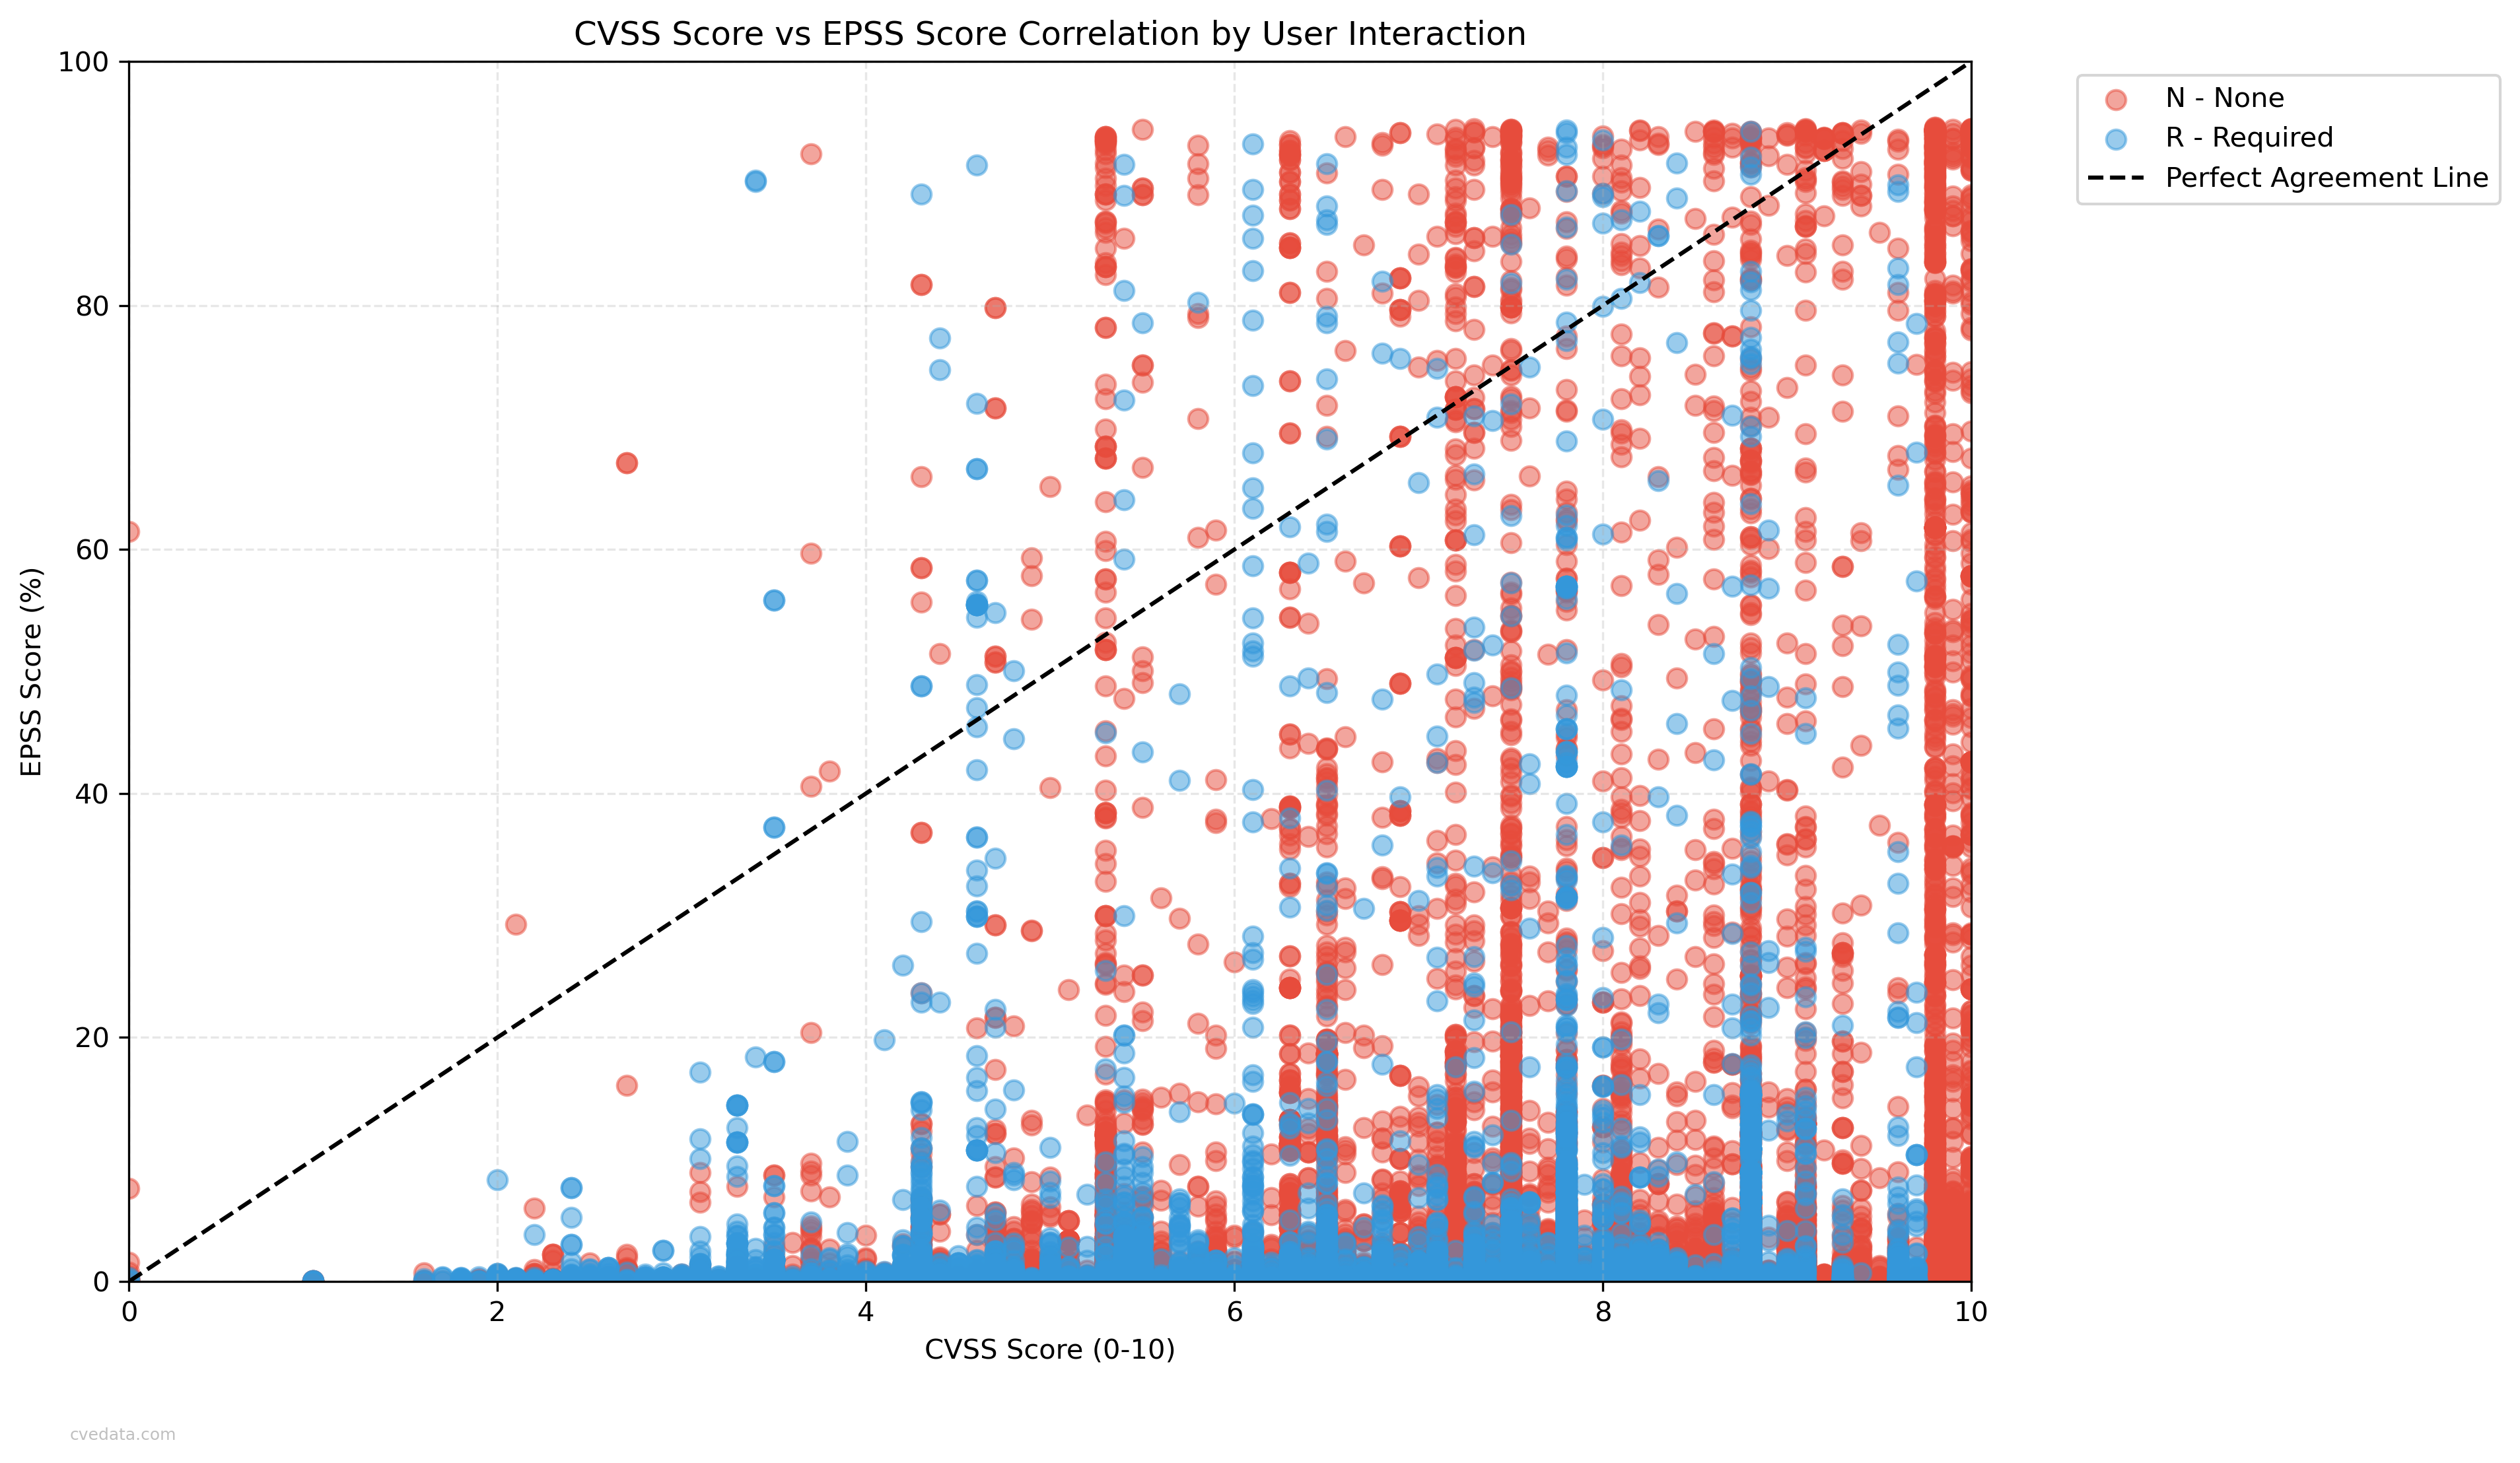 CVSS Score vs EPSS Score Correlation by User Interaction
N - None
R - Required
Perfect Agreement Line
EPSS Score (%)
100
80
60
40
20
0
0 2 4 6 8 10
CVSS Score (0-10)
cvedata.com